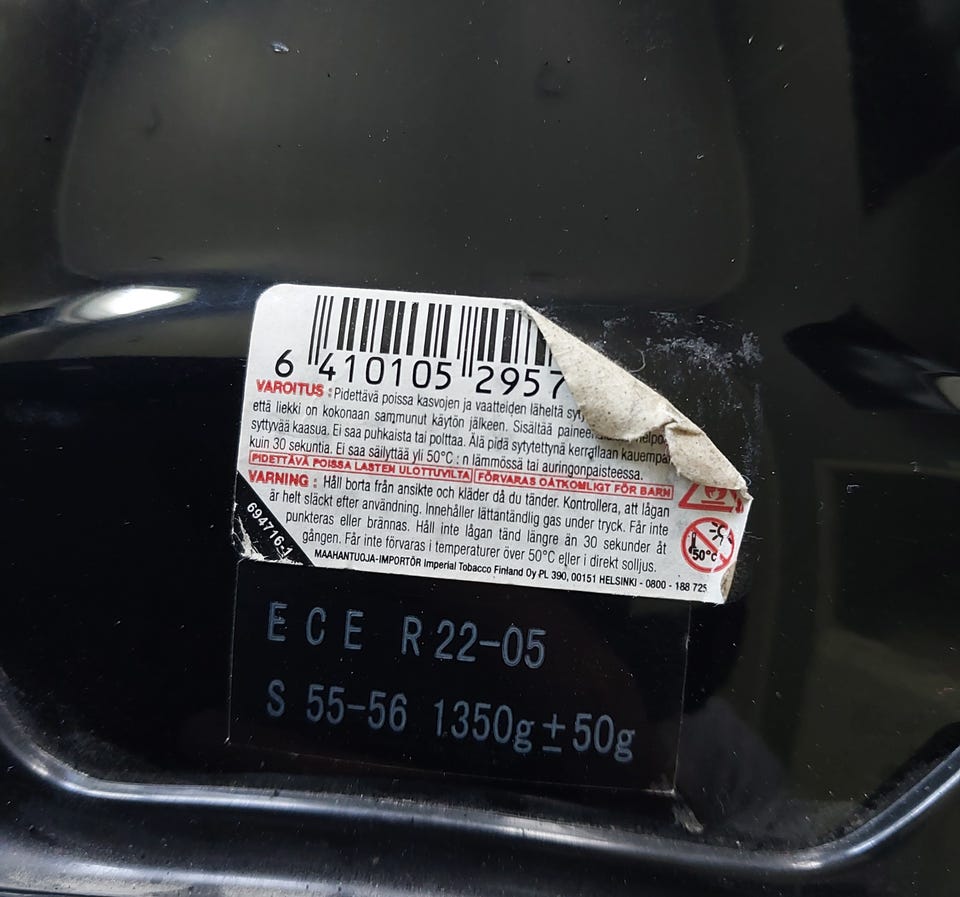 6 410105 2957
VAROITUS : Pidettävä poissa kasvojen ja vaatteiden läheltä
että liekki on kokonaan sammunut käytön jälkeen. Sisältää
syttyvää kaasua. Ei saa puhkaista tai polttaa. Älä pidä sytytettynä kerrallaan kauempaa
kuin 30 sekuntia. Ei saa säilyttää yli 50°C : n lämmössä tai auringonpaisteessa.
PIDETTÄVÄ POISSA LASTEN ULOTTUVILTA FÖRVARAS OÅTKOMLIGT FÖR BARN
VARNING : Håll borta från ansikte och kläder då du tänder. Kontrollera, att lågan
är helt släckt efter användning. Innehåller lättantändlig gas under tryck. Får inte
punkteras eller brännas. Håll inte lågan tänd längre än 30 sekunder åt
gången. Får inte förvaras i temperaturer över 50°C eller i direkt solljus.
MAAHANTUOJA-IMPORTÖR Imperial Tobacco Finland Oy PL 390, 00151 HELSINKI - 0800 - 188 725
694716-1
50°C
ECE R22-05
S 55-56 1350g±50g